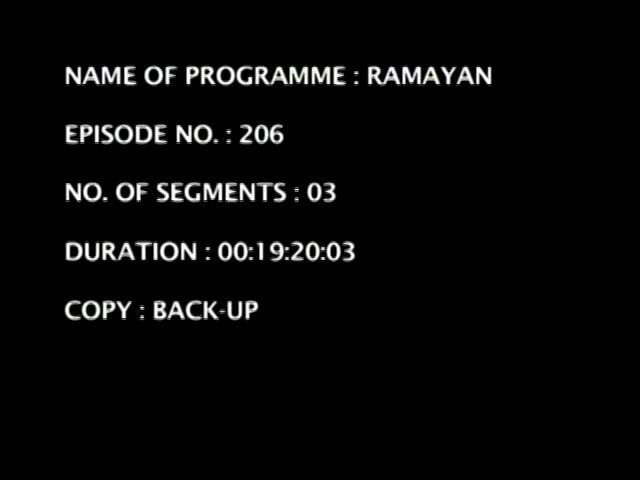 NAME OF PROGRAMME : RAMAYAN
EPISODE NO. : 206
NO. OF SEGMENTS : 03
DURATION : 00:19:20:03
COPY : BACK-UP